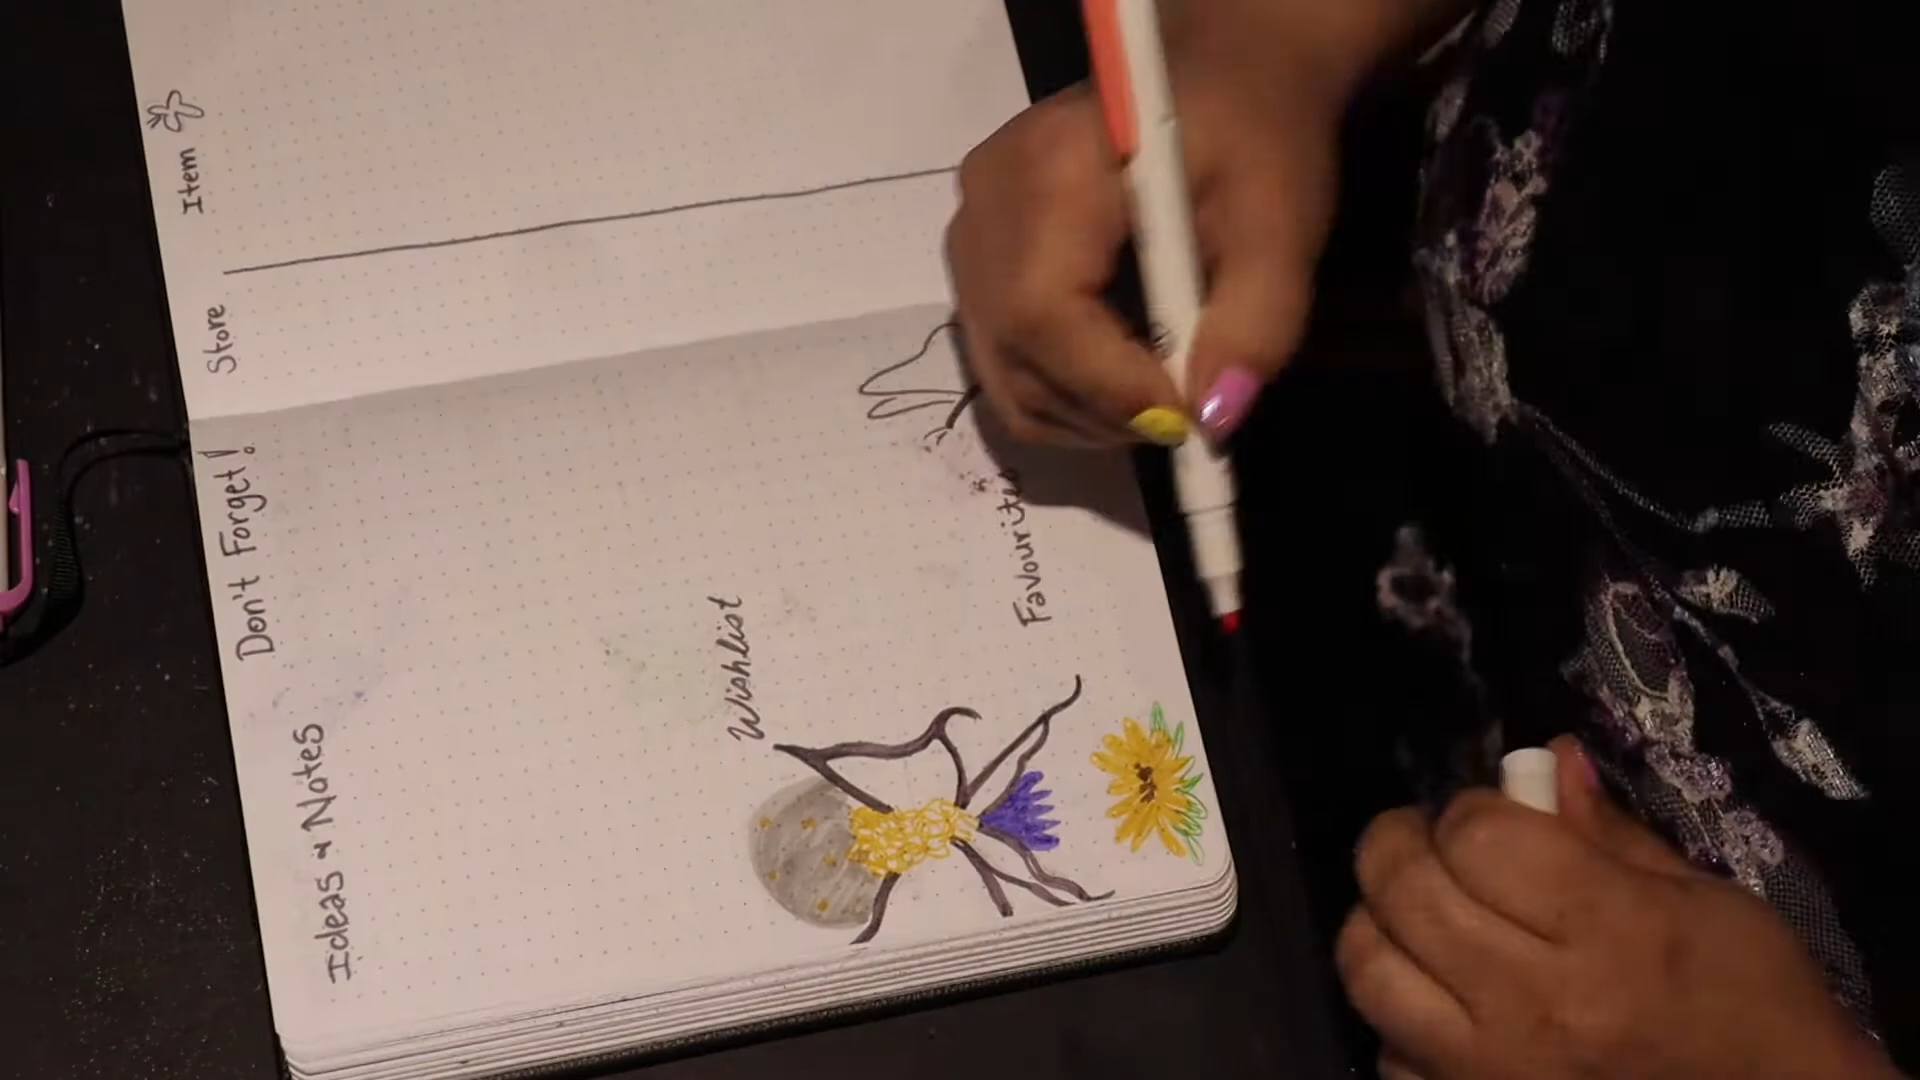 Item
Store
Don't Forget!
Ideas & Notes
Wishlist
Favourites